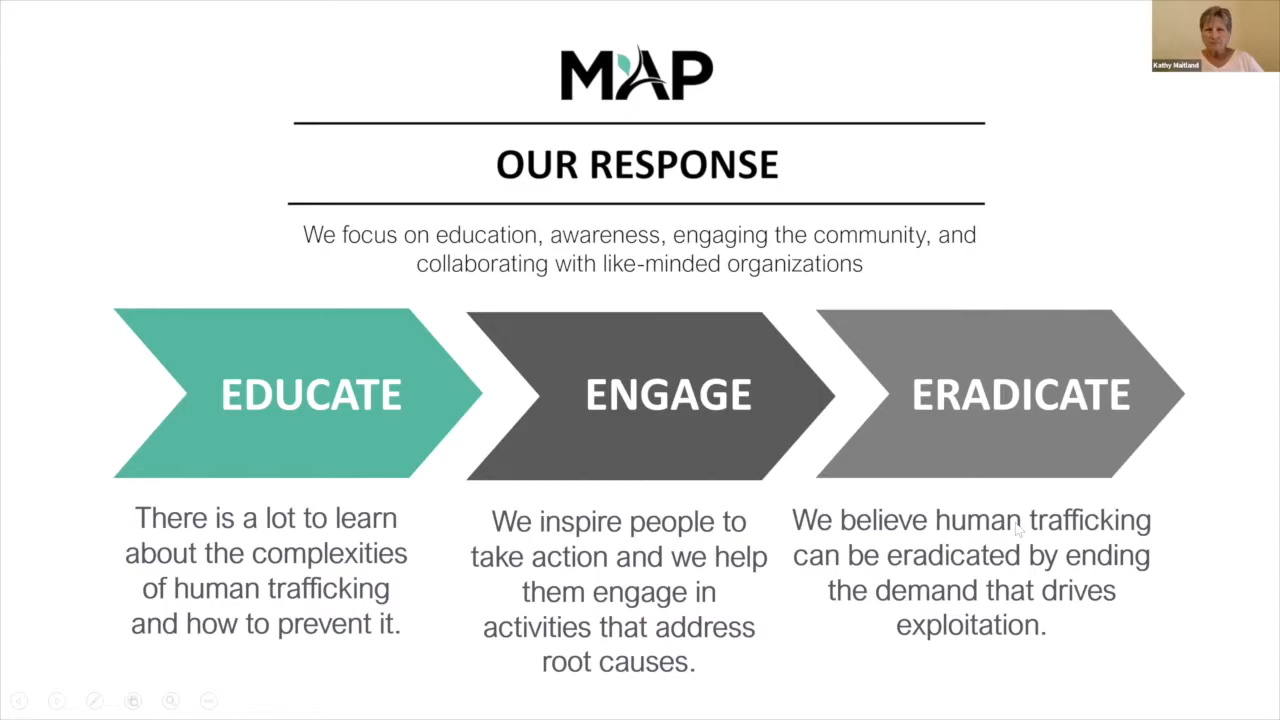 MAP
Kathy Maitland
OUR RESPONSE
We focus on education, awareness, engaging the community, and
collaborating with like-minded organizations
EDUCATE
ENGAGE
ERADICATE
There is a lot to learn
about the complexities
of human trafficking
and how to prevent it.
We inspire people to
take action and we help
them engage in
activities that address
root causes.
We believe human trafficking
can be eradicated by ending
the demand that drives
exploitation.